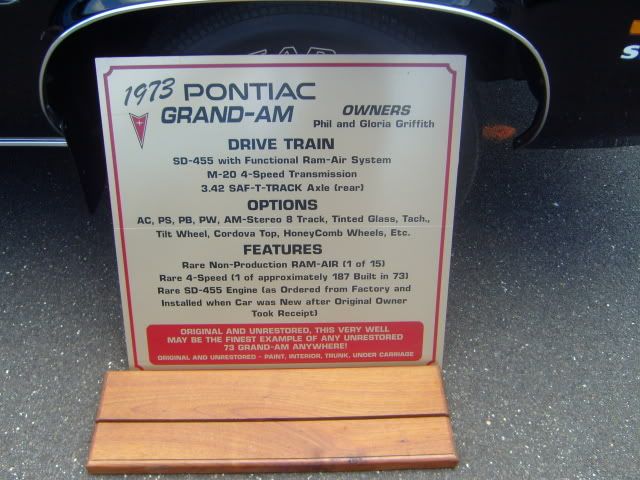 1973 PONTIAC
GRAND-AM
OWNERS
Phil and Gloria Griffith
DRIVE TRAIN
SD-455 with Functional Ram-Air System
M-20 4-Speed Transmission
3.42 SAF-T-TRACK Axle (rear)
OPTIONS
AC, PS, PB, PW, AM-Stereo 8 Track, Tinted Glass, Tach.,
Tilt Wheel, Cordova Top, HoneyComb Wheels, Etc.
FEATURES
Rare Non-Production RAM-AIR (1 of 15)
Rare 4-Speed (1 of approximately 187 Built in 73)
Rare SD-455 Engine (as Ordered from Factory and
Installed when Car was New after Original Owner
Took Receipt)
ORIGINAL AND UNRESTORED, THIS VERY WELL
MAY BE THE FINEST EXAMPLE OF ANY UNRESTORED
73 GRAND-AM ANYWHERE!
ORIGINAL AND UNRESTORED - PAINT, INTERIOR, TRUNK, UNDER CARRIAGE